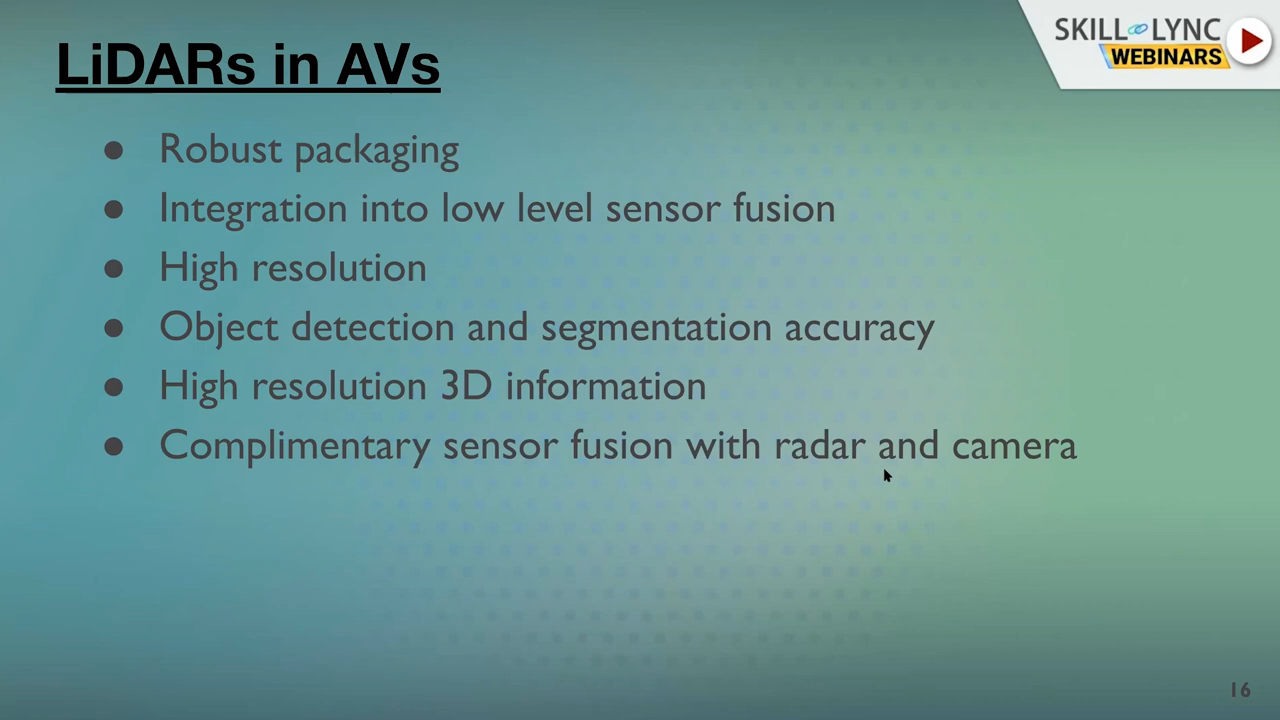 LiDARs in AVs
SKILL LYNC
WEBINARS
● Robust packaging
● Integration into low level sensor fusion
● High resolution
● Object detection and segmentation accuracy
● High resolution 3D information
● Complimentary sensor fusion with radar and camera
16